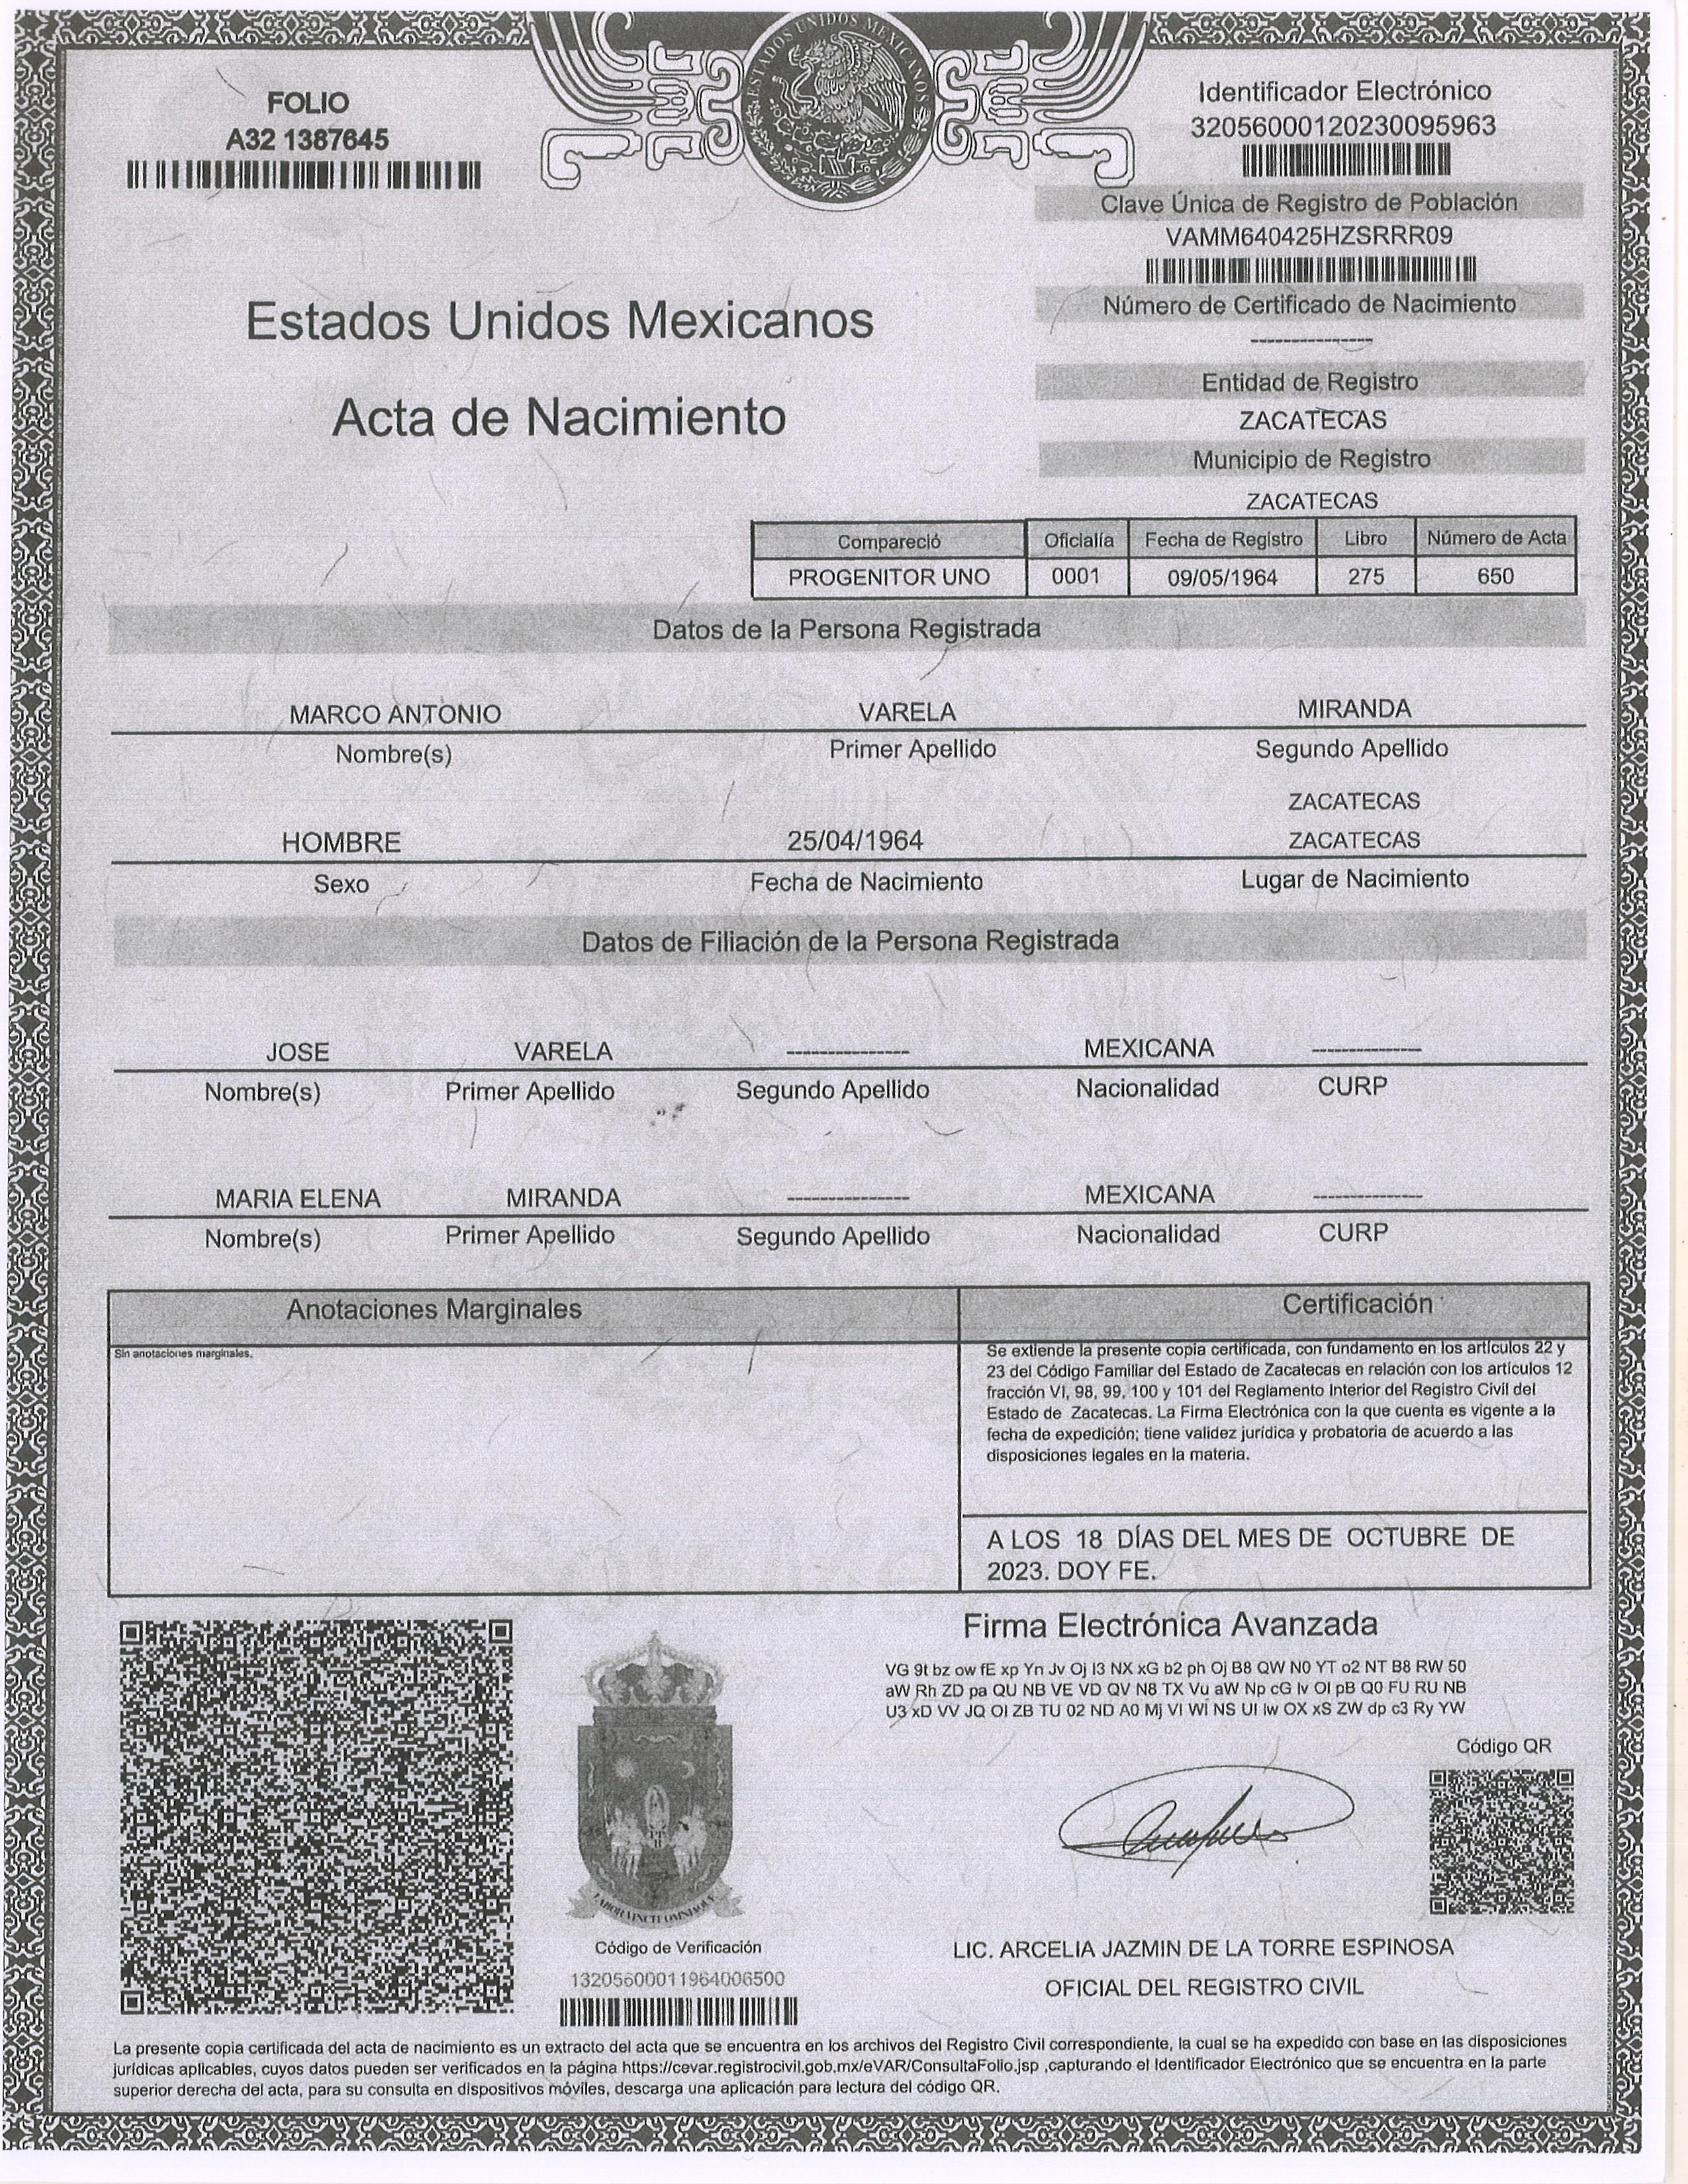 ESTADOS UNIDOS MEXICANOS
FOLIO
A32 1387645
Identificador Electrónico
32056000120230095963
Clave Única de Registro de Población
VAMM640425HZSRRR09
Número de Certificado de Nacimiento
---------------
Estados Unidos Mexicanos
Acta de Nacimiento
Entidad de Registro
ZACATECAS
Municipio de Registro
ZACATECAS
Compareció Oficialía Fecha de Registro Libro Número de Acta
PROGENITOR UNO 0001 09/05/1964 275 650
Datos de la Persona Registrada
MARCO ANTONIO VARELA MIRANDA
Nombre(s) Primer Apellido Segundo Apellido
ZACATECAS
HOMBRE 25/04/1964 ZACATECAS
Sexo Fecha de Nacimiento Lugar de Nacimiento
Datos de Filiación de la Persona Registrada
JOSE VARELA --------------- MEXICANA ---------------
Nombre(s) Primer Apellido Segundo Apellido Nacionalidad CURP
MARIA ELENA MIRANDA --------------- MEXICANA ---------------
Nombre(s) Primer Apellido Segundo Apellido Nacionalidad CURP
Anotaciones Marginales
Sin anotaciones marginales.
Certificación
Se extiende la presente copia certificada, con fundamento en los artículos 22 y
23 del Código Familiar del Estado de Zacatecas en relación con los artículos 12
fracción VI, 98, 99, 100 y 101 del Reglamento Interior del Registro Civil del
Estado de Zacatecas. La Firma Electrónica con la que cuenta es vigente a la
fecha de expedición; tiene validez jurídica y probatoria de acuerdo a las
disposiciones legales en la materia.
A LOS 18 DÍAS DEL MES DE OCTUBRE DE
2023. DOY FE.
Firma Electrónica Avanzada
VG 9t bz ow fE xp Yn Jv Oj I3 NX xG b2 ph Oj B8 QW N0 YT o2 NT B8 RW 50
aW Rh ZD pa QU NB VE VD QV N8 TX Vu aW Np cG lv OI pB Q0 FU RU NB
U3 xD VV JQ OI ZB TU 02 ND A0 Mj VI Wl NS UI lw OX xS ZW dp c3 Ry YW
Código QR
LABOR VINCIT OMNIA
Código de Verificación
13205600011964006500
LIC. ARCELIA JAZMIN DE LA TORRE ESPINOSA
OFICIAL DEL REGISTRO CIVIL
La presente copia certificada del acta de nacimiento es un extracto del acta que se encuentra en los archivos del Registro Civil correspondiente, la cual se ha expedido con base en las disposiciones
jurídicas aplicables, cuyos datos pueden ser verificados en la página https://cevar.registrocivil.gob.mx/eVAR/ConsultaFolio.jsp ,capturando el Identificador Electrónico que se encuentra en la parte
superior derecha del acta, para su consulta en dispositivos móviles, descarga una aplicación para lectura del código QR.